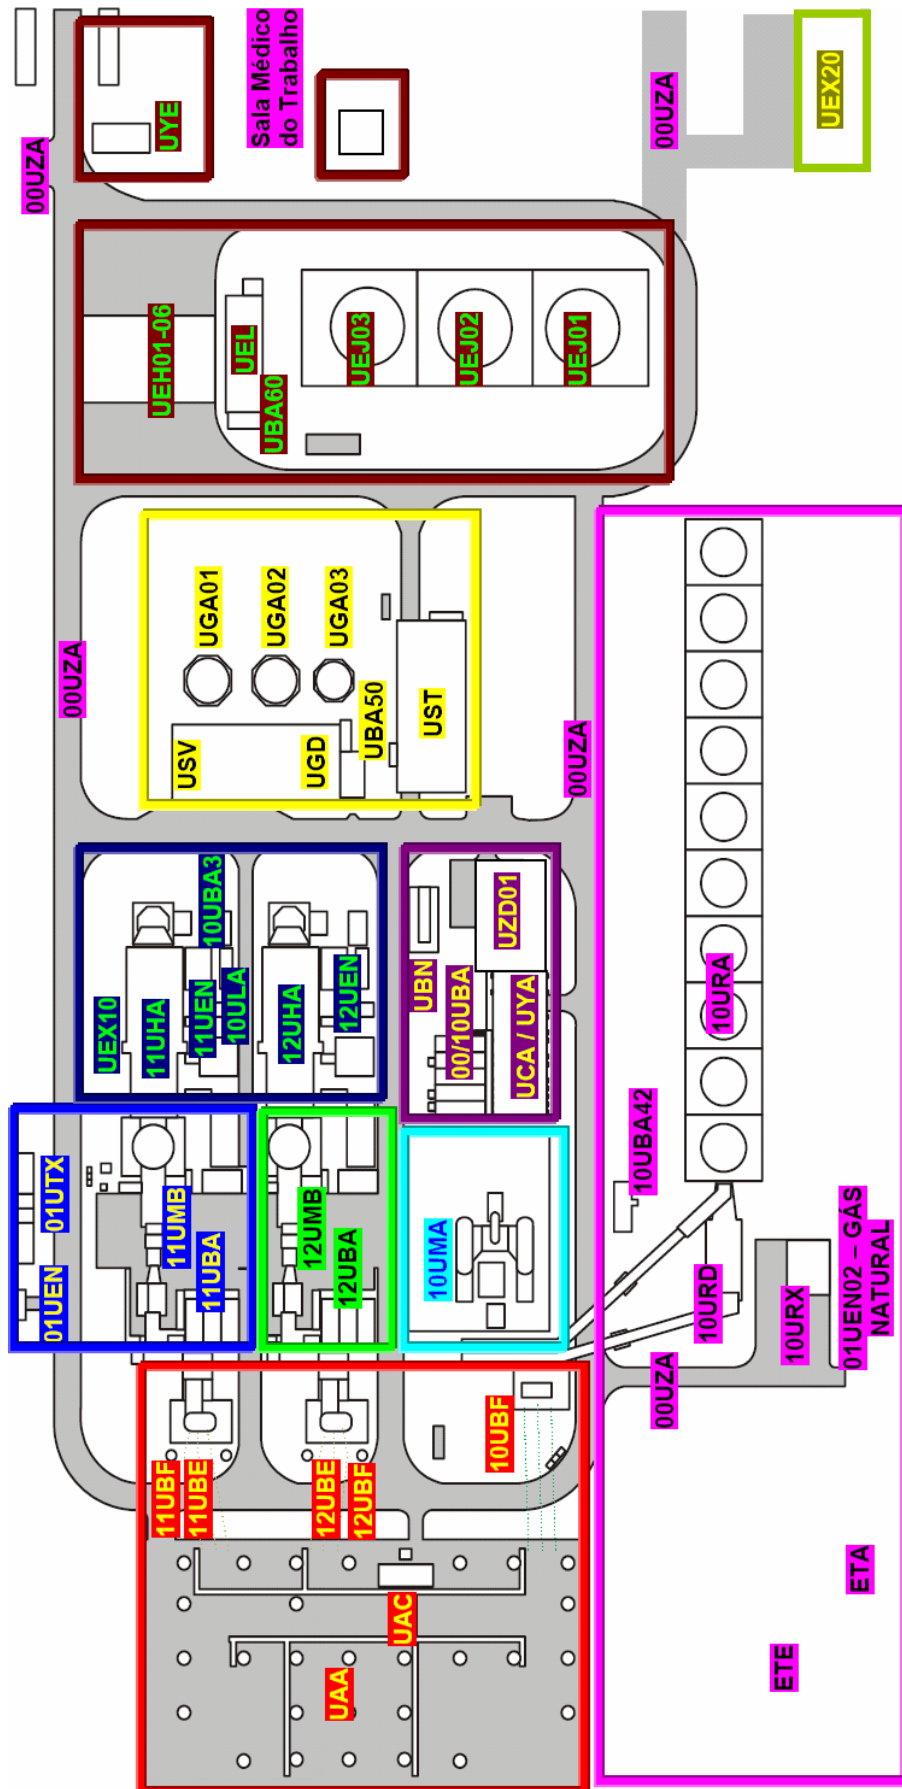 00UZA
UYE
Sala Médico
do Trabalho
00UZA
UEX20
UEH01-06
UEL
UBA60
UEJ03
UEJ02
UEJ01
00UZA
UGA01
UGA02
UGA03
USV
UGD
UBA50
UST
00UZA
UEX10
11UHA
10UBA3
11UEN
10ULA
12UHA
12UEN
UBN
00/10UBA
UZD01
UCA / UYA
10URA
01UTX
01UEN
11UMB
11UBA
12UMB
12UBA
10UMA
10UBA42
10URD
10URX
01UEN02 – GÁS
NATURAL
00UZA
11UBF
11UBE
12UBE
12UBF
10UBF
UAC
UAA
ETA
ETE